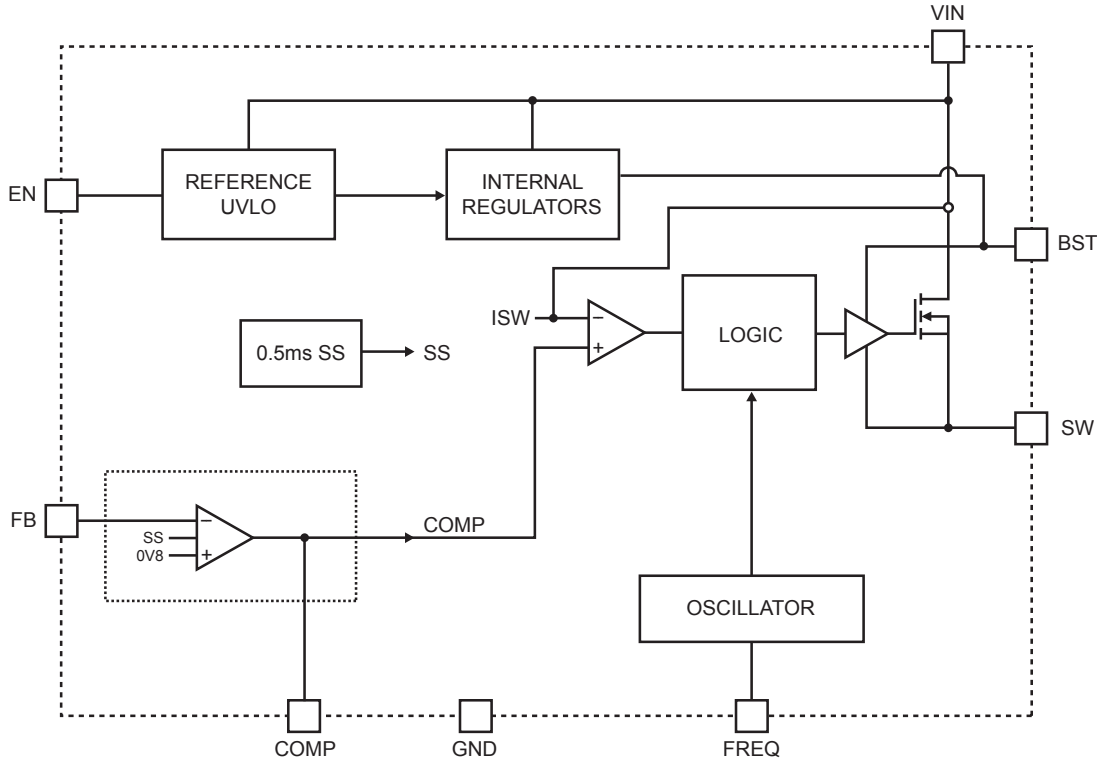 VIN
EN
REFERENCE
UVLO
INTERNAL
REGULATORS
BST
ISW
−
+
LOGIC
0.5ms SS
SS
SW
FB
−
SS
0V8
+
COMP
OSCILLATOR
COMP
GND
FREQ